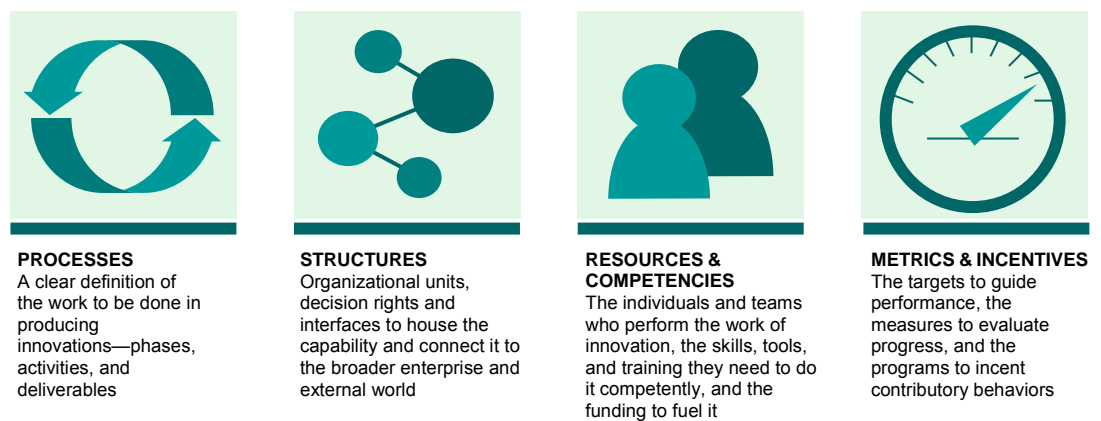 PROCESSES
A clear definition of
the work to be done in
producing
innovations—phases,
activities, and
deliverables
STRUCTURES
Organizational units,
decision rights and
interfaces to house the
capability and connect it to
the broader enterprise and
external world
RESOURCES &
COMPETENCIES
The individuals and teams
who perform the work of
innovation, the skills, tools,
and training they need to do
it competently, and the
funding to fuel it
METRICS & INCENTIVES
The targets to guide
performance, the
measures to evaluate
progress, and the
programs to incent
contributory behaviors